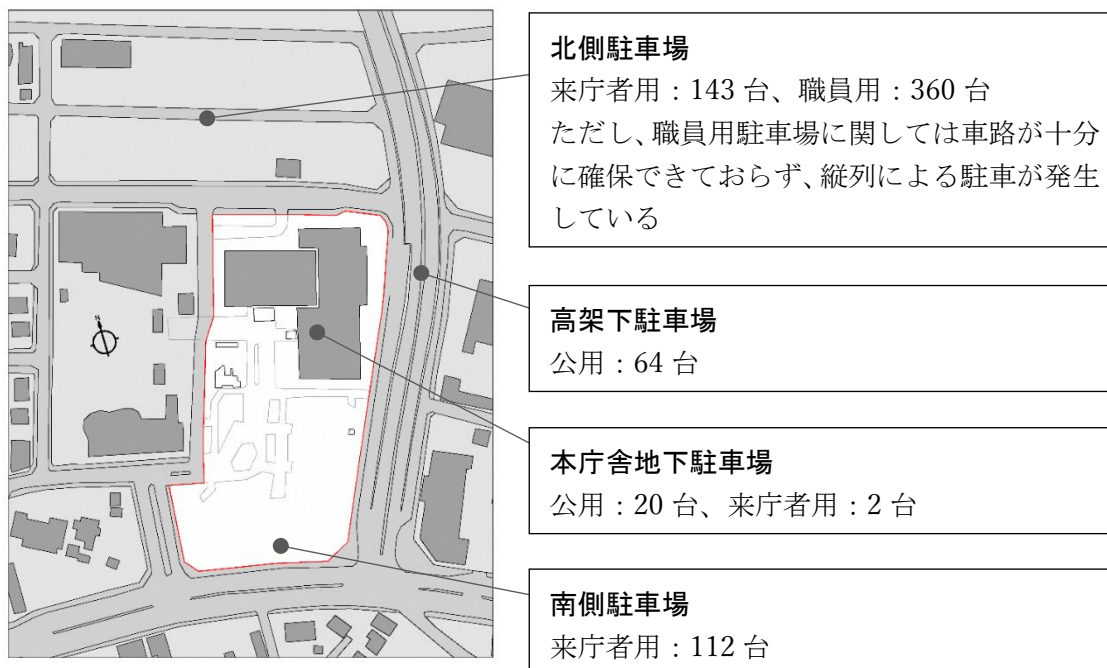 北側駐車場
来庁者用：143 台、職員用：360 台
ただし、職員用駐車場に関しては車路が十分
に確保できておらず、縦列による駐車が発生
している
高架下駐車場
公用：64 台
本庁舎地下駐車場
公用：20 台、来庁者用：2 台
南側駐車場
来庁者用：112 台
N